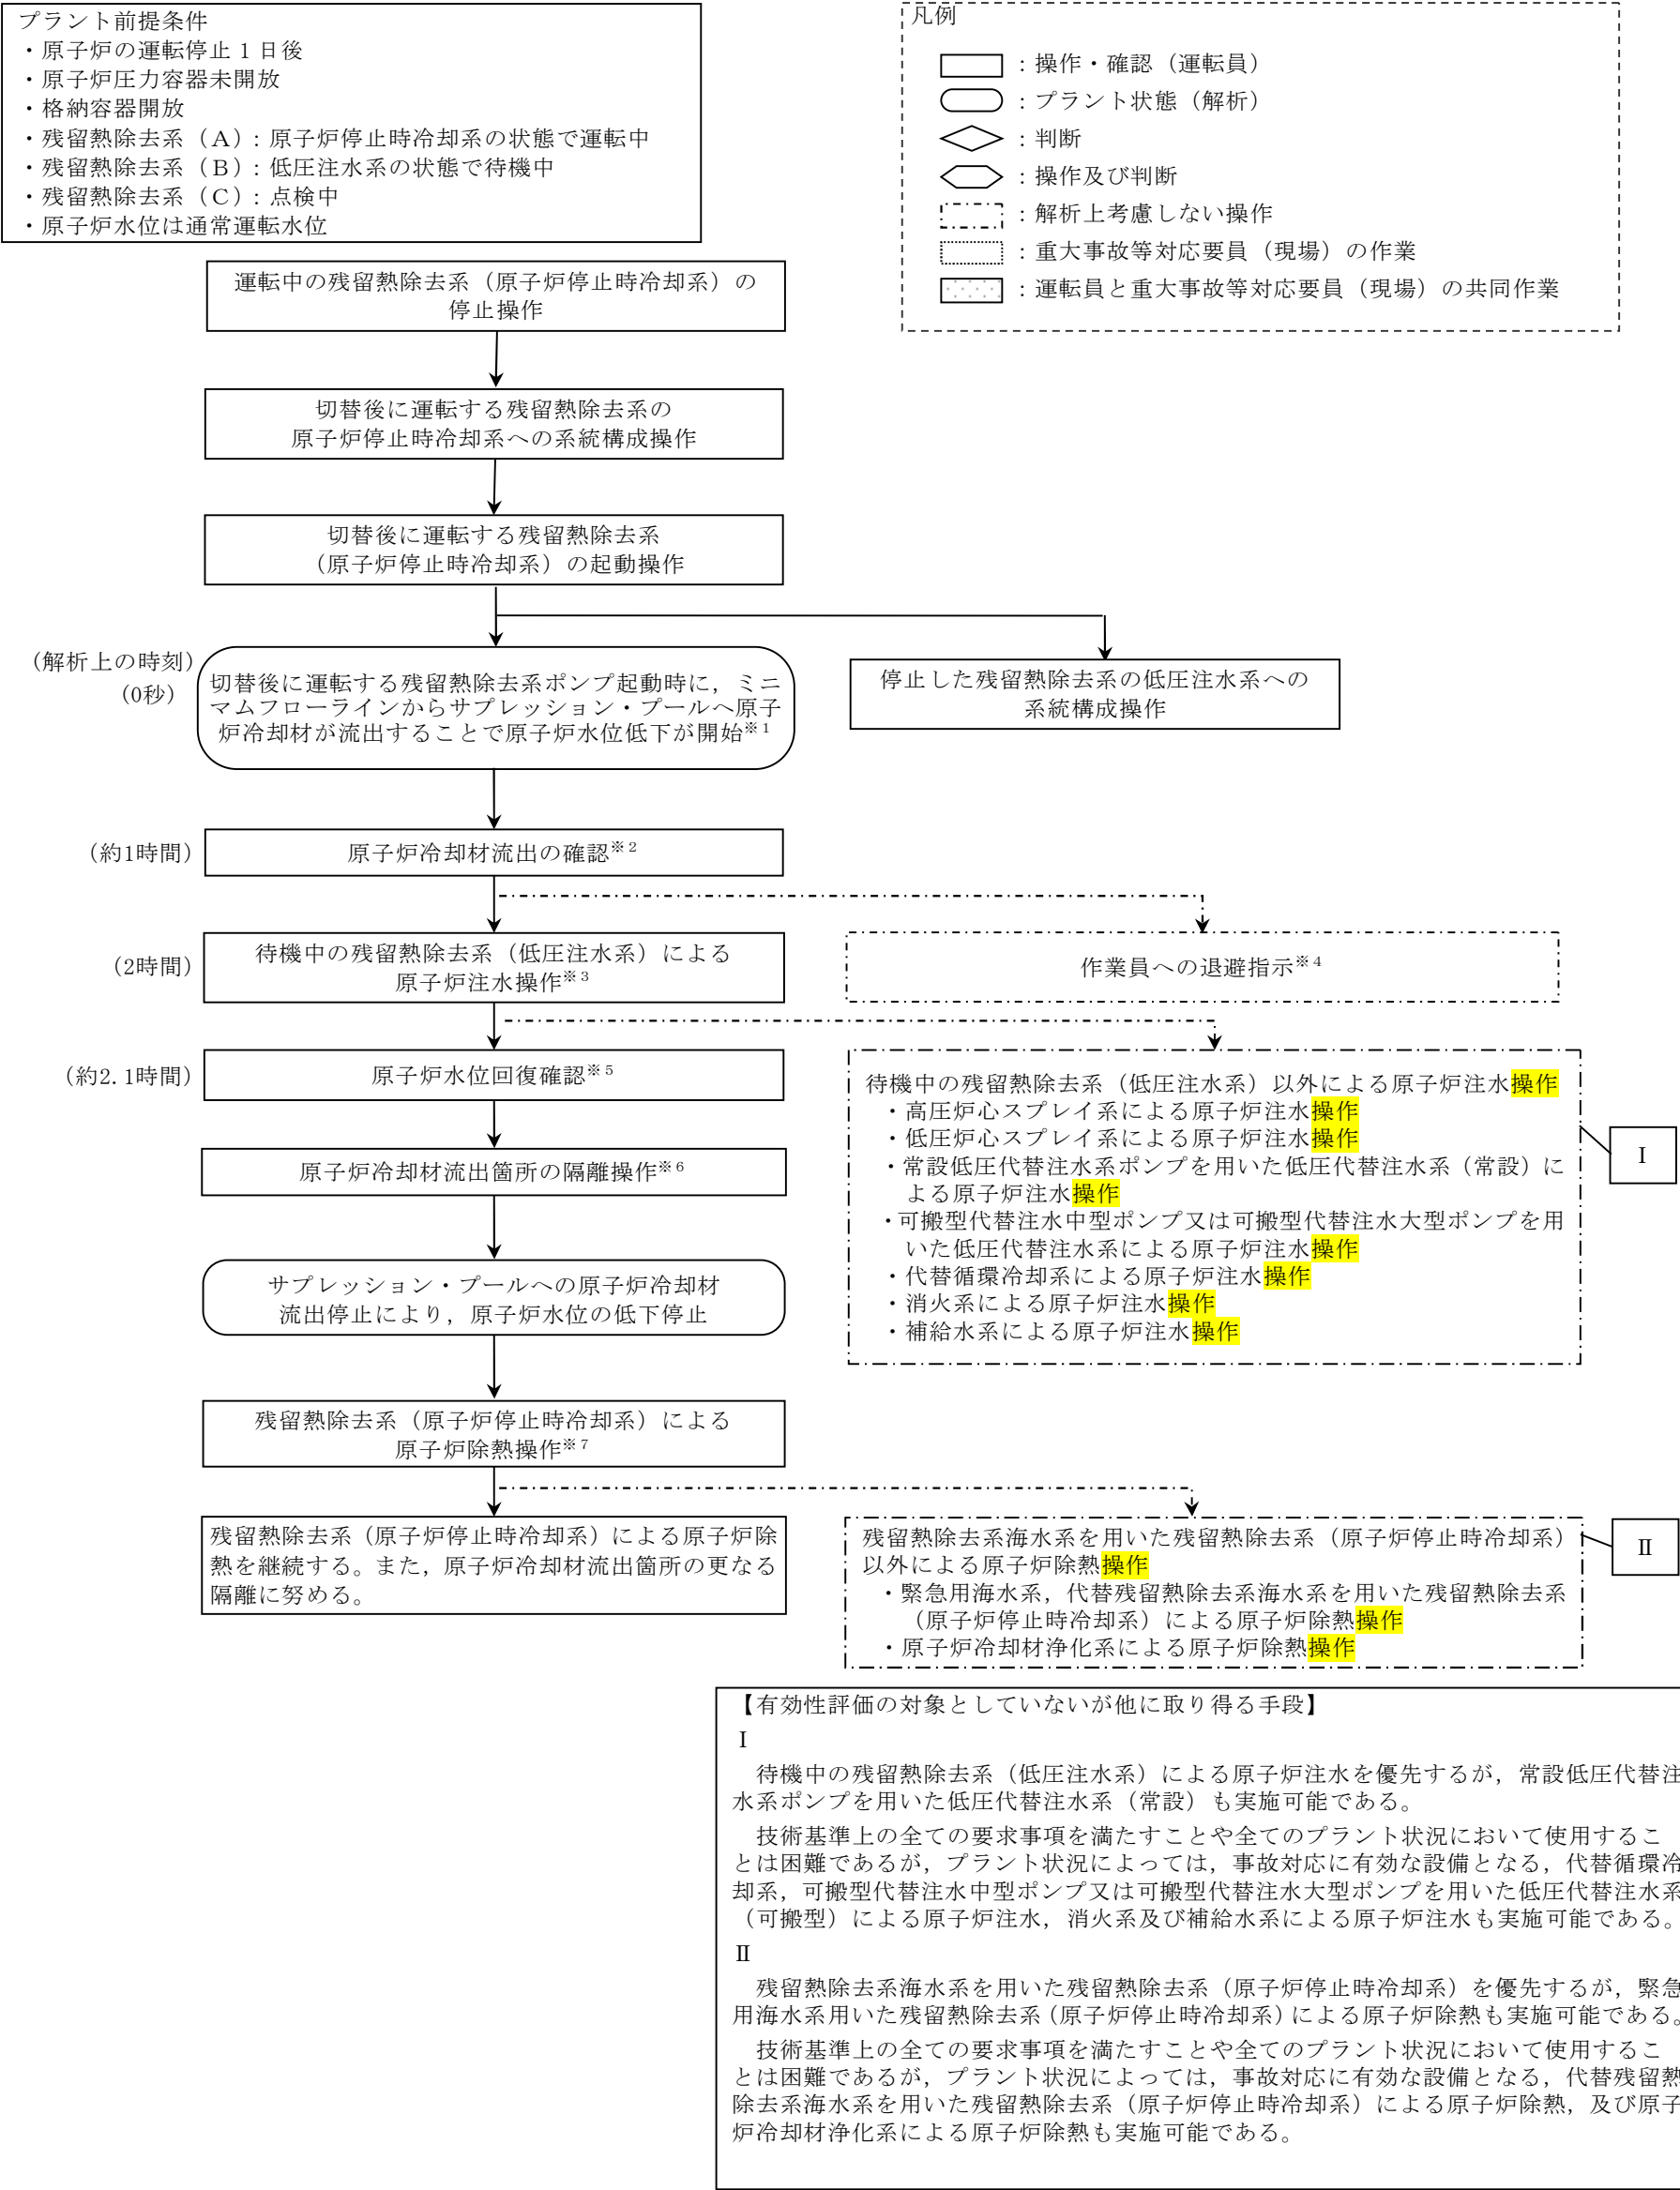 プラント前提条件
・原子炉の運転停止１日後
・原子炉圧力容器未開放
・格納容器開放
・残留熱除去系（Ａ）：原子炉停止時冷却系の状態で運転中
・残留熱除去系（Ｂ）：低圧注水系の状態で待機中
・残留熱除去系（Ｃ）：点検中
・原子炉水位は通常運転水位
凡例
：操作・確認（運転員）
：プラント状態（解析）
：判断
：操作及び判断
：解析上考慮しない操作
：重大事故等対応要員（現場）の作業
：運転員と重大事故等対応要員（現場）の共同作業
運転中の残留熱除去系（原子炉停止時冷却系）の
停止操作
切替後に運転する残留熱除去系の
原子炉停止時冷却系への系統構成操作
切替後に運転する残留熱除去系
（原子炉停止時冷却系）の起動操作
（解析上の時刻）
（0秒）
切替後に運転する残留熱除去系ポンプ起動時に，ミニ
マムフローラインからサプレッション・プールへ原子
炉冷却材が流出することで原子炉水位低下が開始※１
停止した残留熱除去系の低圧注水系への
系統構成操作
（約1時間）
原子炉冷却材流出の確認※２
（2時間）
待機中の残留熱除去系（低圧注水系）による
原子炉注水操作※３
作業員への退避指示※４
（約2.1時間）
原子炉水位回復確認※５
待機中の残留熱除去系（低圧注水系）以外による原子炉注水操作
・高圧炉心スプレイ系による原子炉注水操作
・低圧炉心スプレイ系による原子炉注水操作
・常設低圧代替注水系ポンプを用いた低圧代替注水系（常設）に
よる原子炉注水操作
・可搬型代替注水中型ポンプ又は可搬型代替注水大型ポンプを用
いた低圧代替注水系による原子炉注水操作
・代替循環冷却系による原子炉注水操作
・消火系による原子炉注水操作
・補給水系による原子炉注水操作
Ⅰ
原子炉冷却材流出箇所の隔離操作※６
サプレッション・プールへの原子炉冷却材
流出停止により，原子炉水位の低下停止
残留熱除去系（原子炉停止時冷却系）による
原子炉除熱操作※７
残留熱除去系（原子炉停止時冷却系）による原子炉除
熱を継続する。また，原子炉冷却材流出箇所の更なる
隔離に努める。
残留熱除去系海水系を用いた残留熱除去系（原子炉停止時冷却系）
以外による原子炉除熱操作
・緊急用海水系，代替残留熱除去系海水系を用いた残留熱除去系
（原子炉停止時冷却系）による原子炉除熱操作
・原子炉冷却材浄化系による原子炉除熱操作
Ⅱ
【有効性評価の対象としていないが他に取り得る手段】
Ⅰ
待機中の残留熱除去系（低圧注水系）による原子炉注水を優先するが，常設低圧代替注
水系ポンプを用いた低圧代替注水系（常設）も実施可能である。
技術基準上の全ての要求事項を満たすことや全てのプラント状況において使用するこ
とは困難であるが，プラント状況によっては，事故対応に有効な設備となる，代替循環冷
却系，可搬型代替注水中型ポンプ又は可搬型代替注水大型ポンプを用いた低圧代替注水系
（可搬型）による原子炉注水，消火系及び補給水系による原子炉注水も実施可能である。
Ⅱ
残留熱除去系海水系を用いた残留熱除去系（原子炉停止時冷却系）を優先するが，緊急
用海水系用いた残留熱除去系（原子炉停止時冷却系）による原子炉除熱も実施可能である。
技術基準上の全ての要求事項を満たすことや全てのプラント状況において使用するこ
とは困難であるが，プラント状況によっては，事故対応に有効な設備となる，代替残留熱
除去系海水系を用いた残留熱除去系（原子炉停止時冷却系）による原子炉除熱，及び原子
炉冷却材浄化系による原子炉除熱も実施可能である。